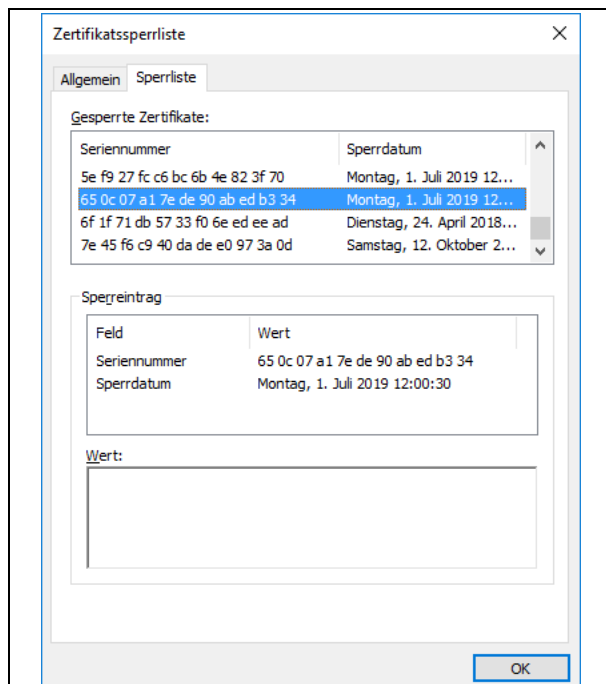 Zertifikatssperrliste
Allgemein Sperrliste
Gesperrte Zertifikate:
Seriennummer Sperrdatum
5e f9 27 fc c6 bc 6b 4e 82 3f 70 Montag, 1. Juli 2019 12...
65 0c 07 a1 7e de 90 ab ed b3 34 Montag, 1. Juli 2019 12...
6f 1f 71 db 57 33 f0 6e ed ee ad Dienstag, 24. April 2018...
7e 45 f6 c9 40 da de e0 97 3a 0d Samstag, 12. Oktober 2...
Sperreintrag
Feld Wert
Seriennummer 65 0c 07 a1 7e de 90 ab ed b3 34
Sperrdatum Montag, 1. Juli 2019 12:00:30
Wert:
OK